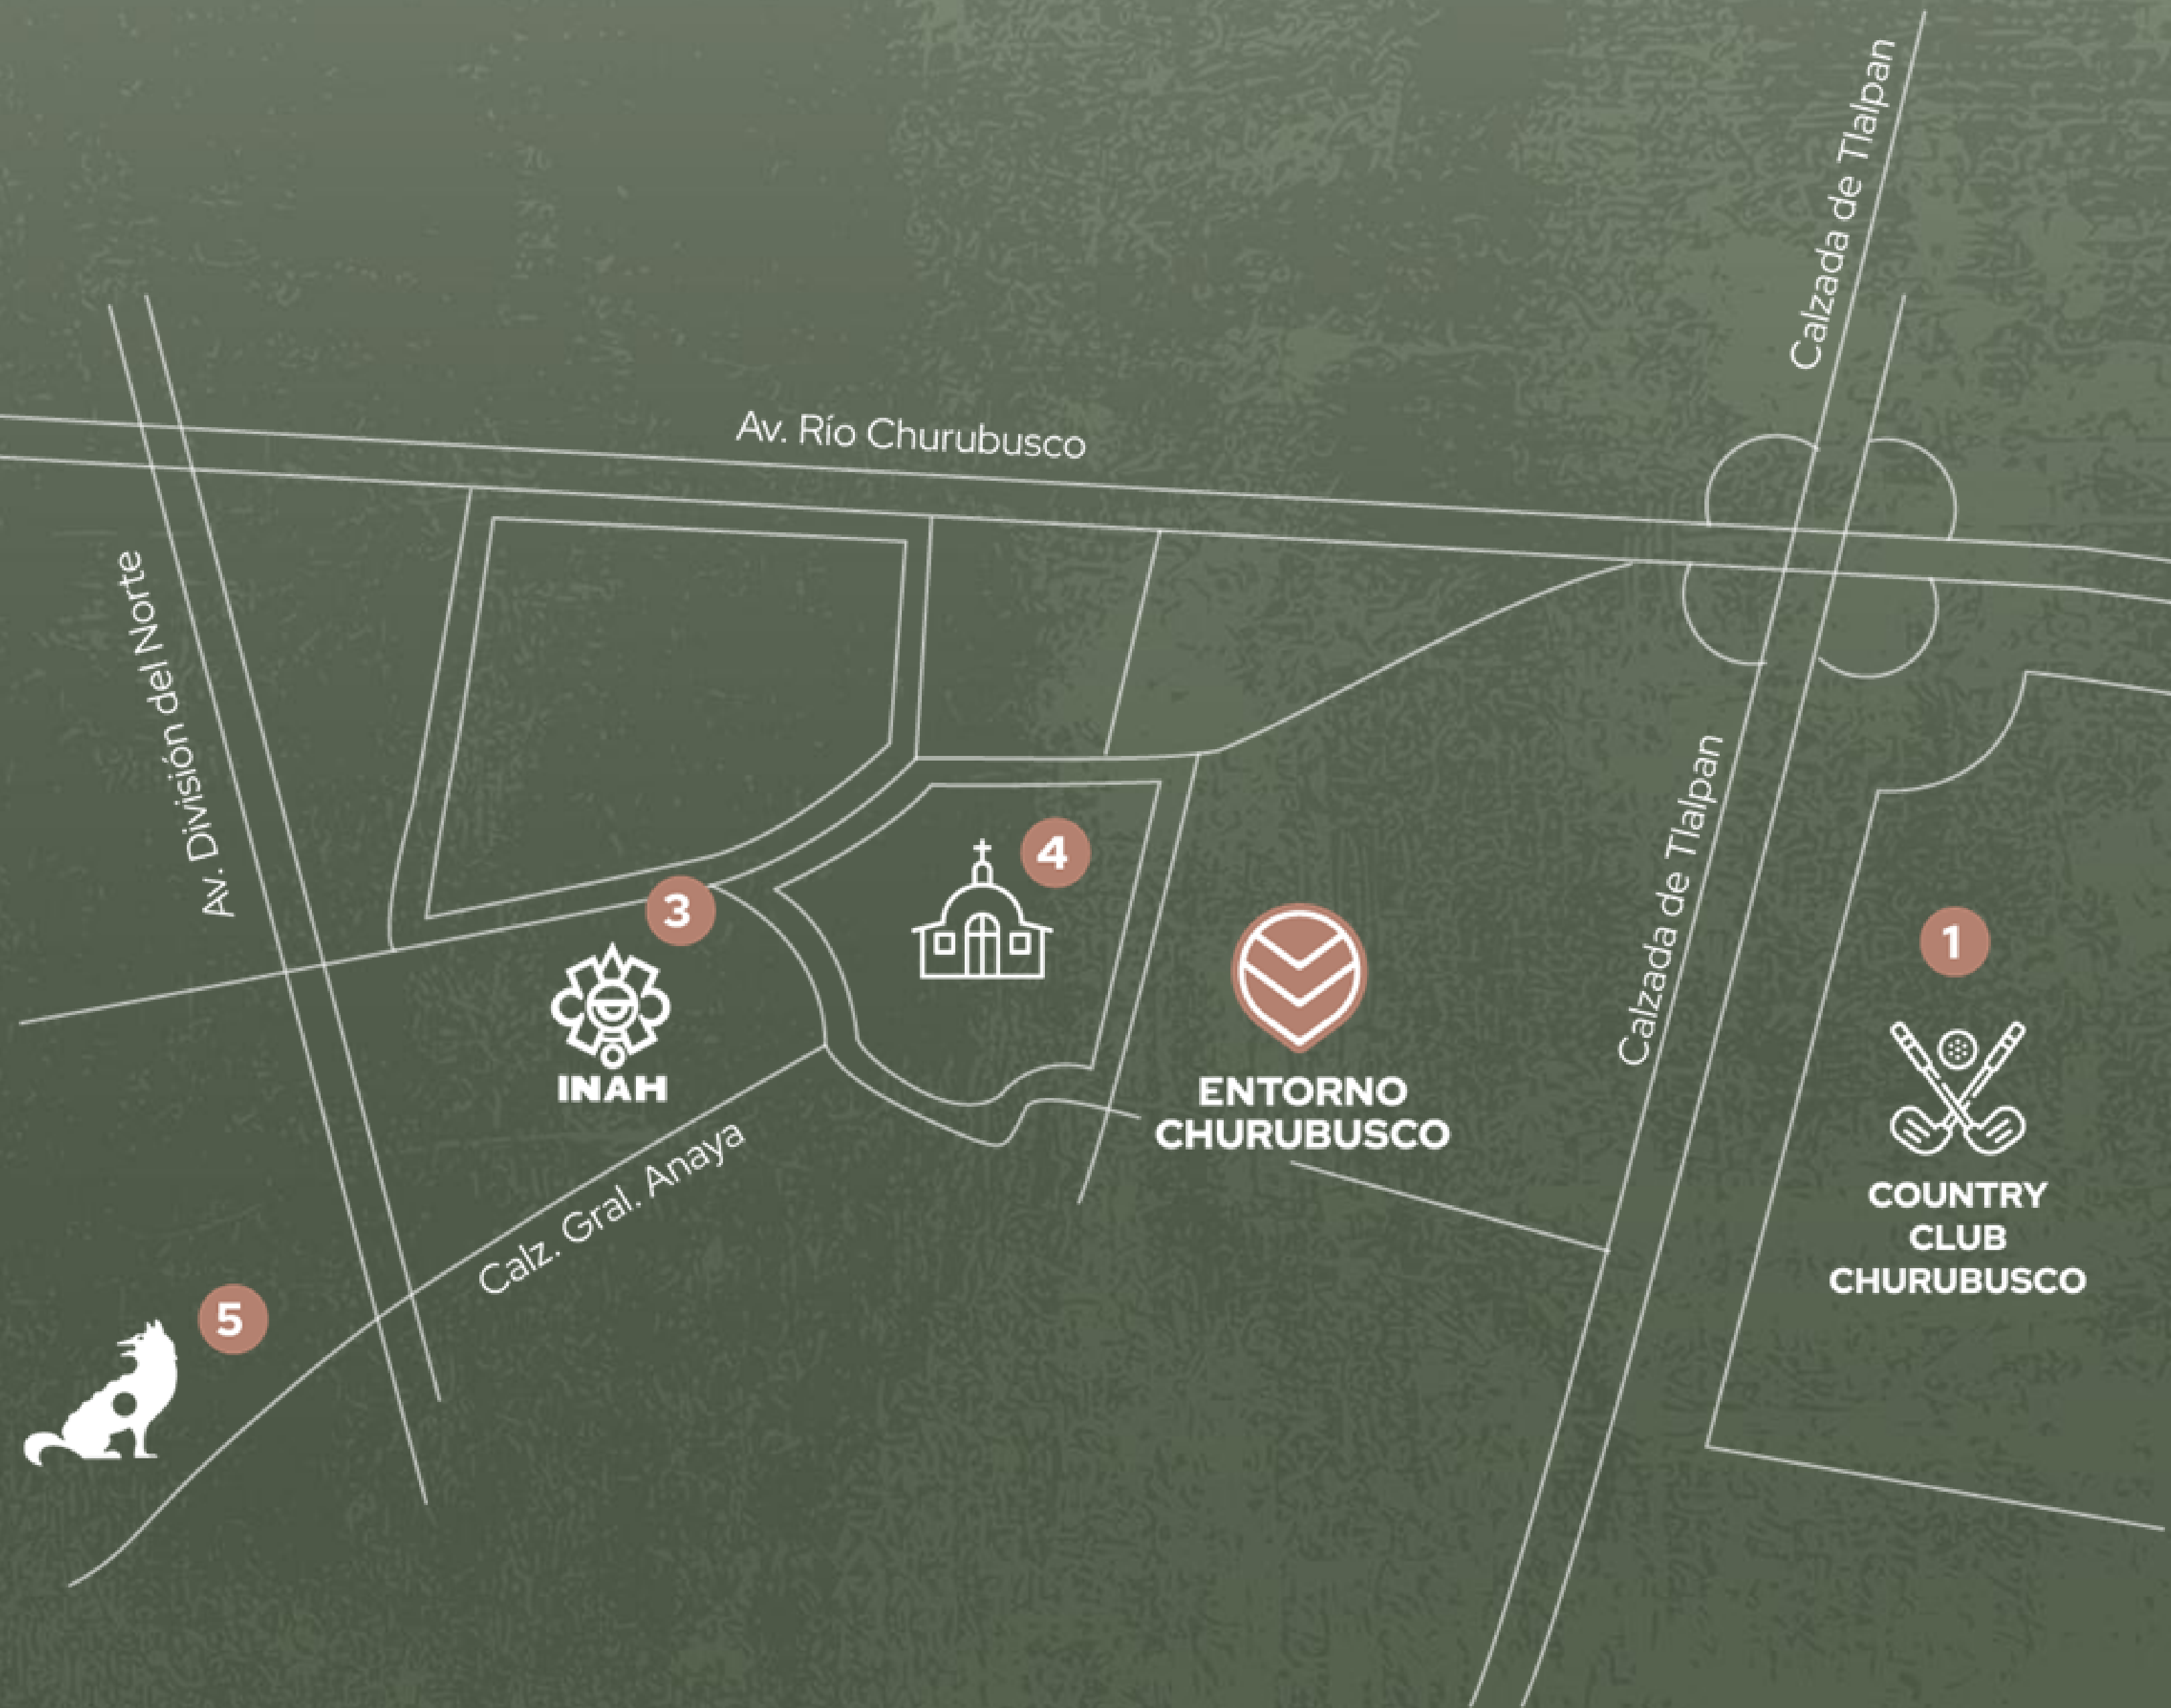 Calzada de Tlalpan
Av. Río Churubusco
Av. División del Norte
Calzada de Tlalpan
4
3
1
INAH
ENTORNO
CHURUBUSCO
Calz. Gral. Anaya
COUNTRY
CLUB
CHURUBUSCO
5